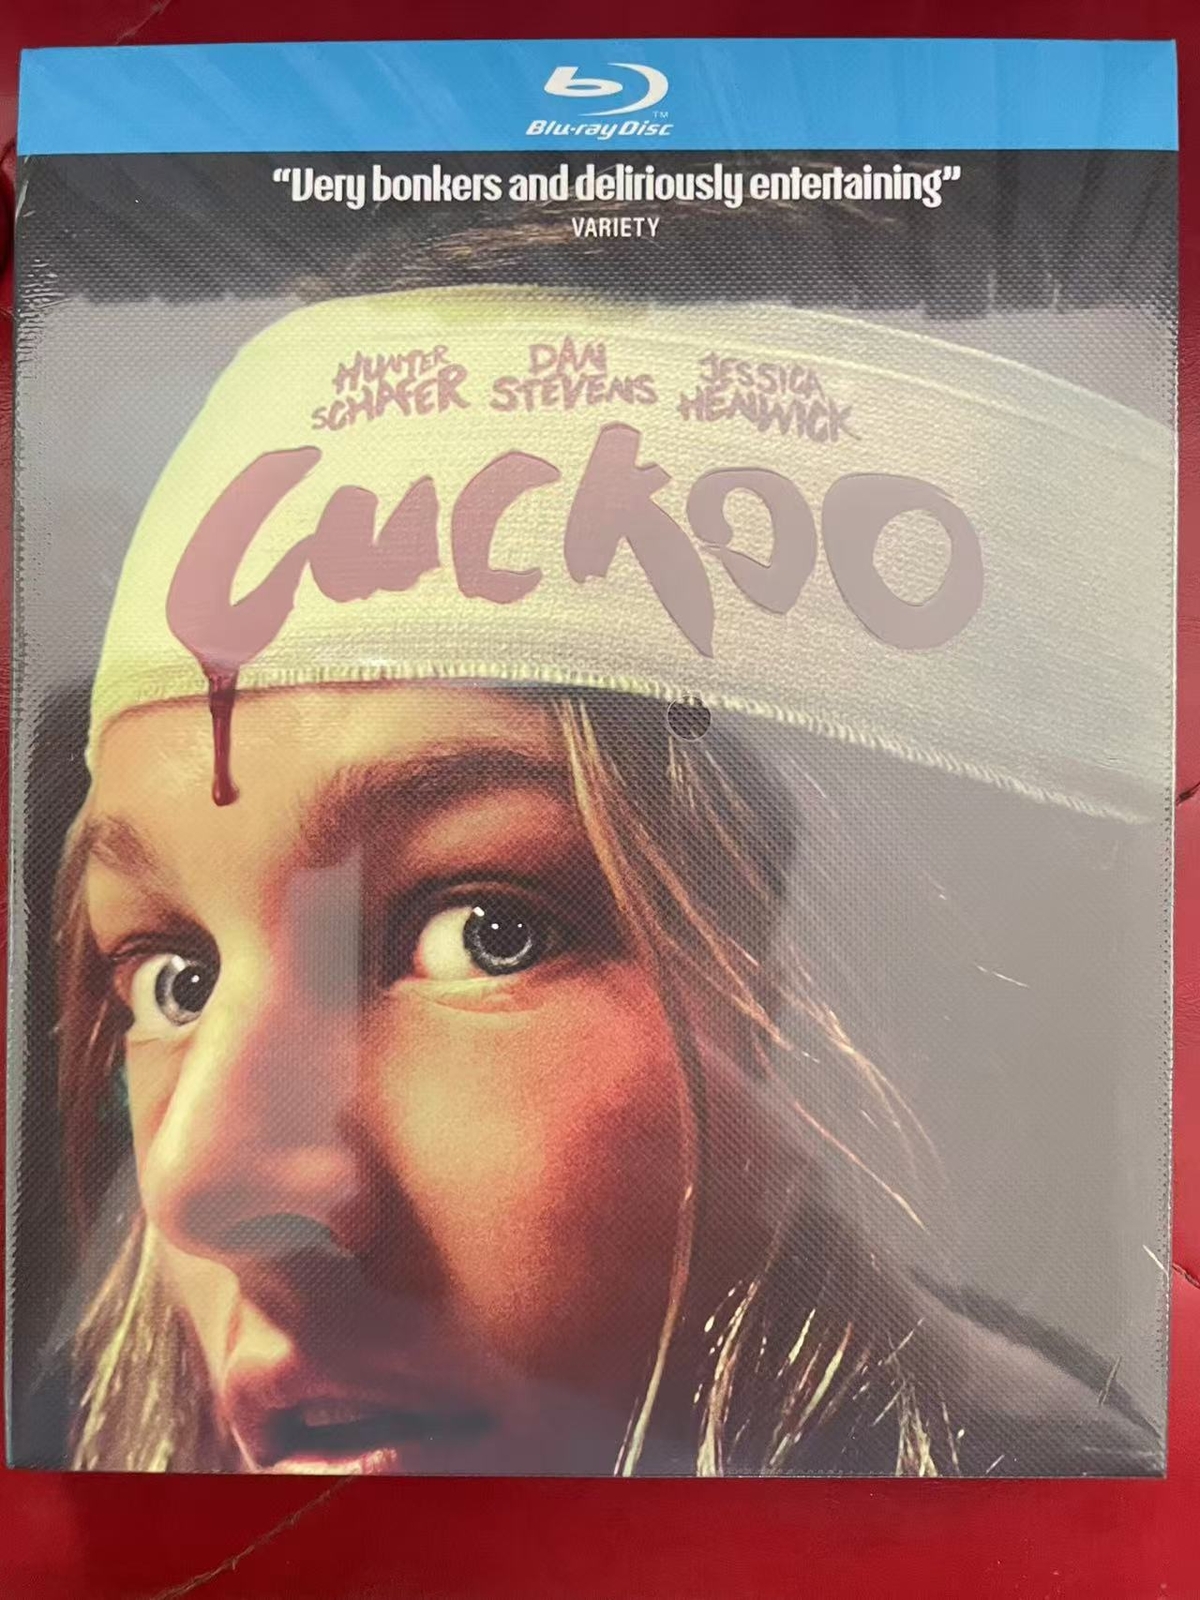 Blu-ray Disc
TM
“Very bonkers and deliriously entertaining”
VARIETY
HUNTER SCHAFER
DAN STEVENS
JESSICA HENWICK
CUCKOO